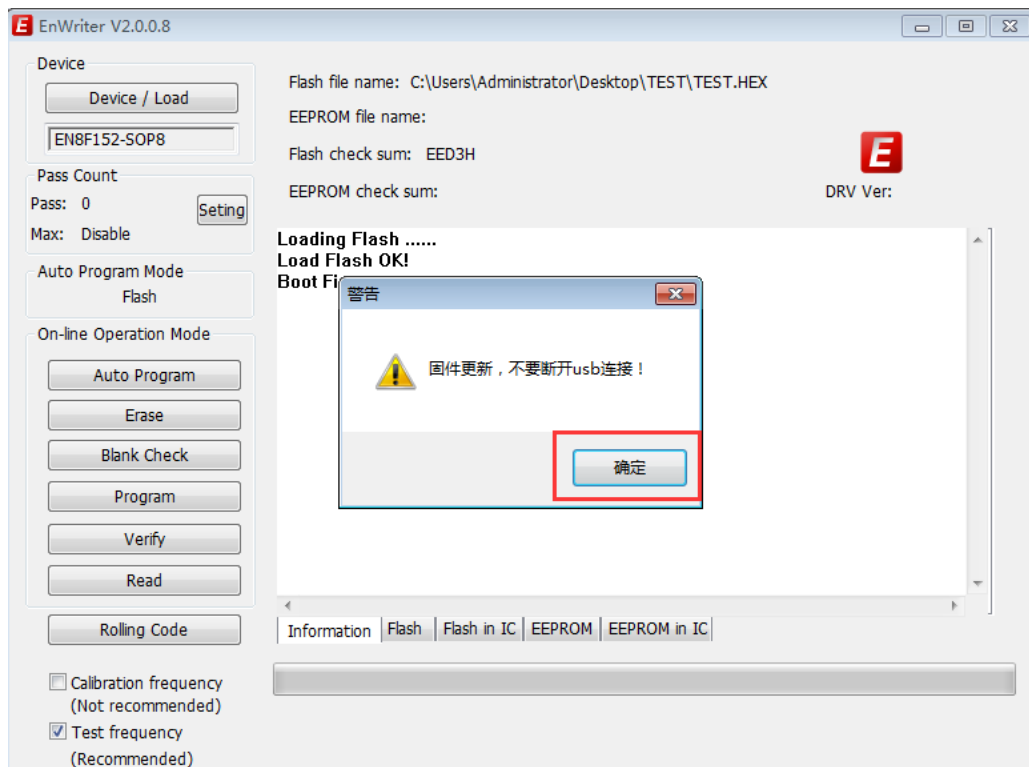 EnWriter V2.0.0.8
Device
Device / Load
EN8F152-SOP8
Pass Count
Pass: 0
Seting
Max: Disable
Auto Program Mode
Flash
On-line Operation Mode
Auto Program
Erase
Blank Check
Program
Verify
Read
Rolling Code
Calibration frequency
(Not recommended)
Test frequency
(Recommended)
Flash file name: C:\Users\Administrator\Desktop\TEST\TEST.HEX
EEPROM file name:
Flash check sum: EED3H
EEPROM check sum:
E
DRV Ver:
Loading Flash ......
Load Flash OK!
Boot
警告
固件更新，不要断开usb连接！
确定
Information Flash Flash in IC EEPROM EEPROM in IC